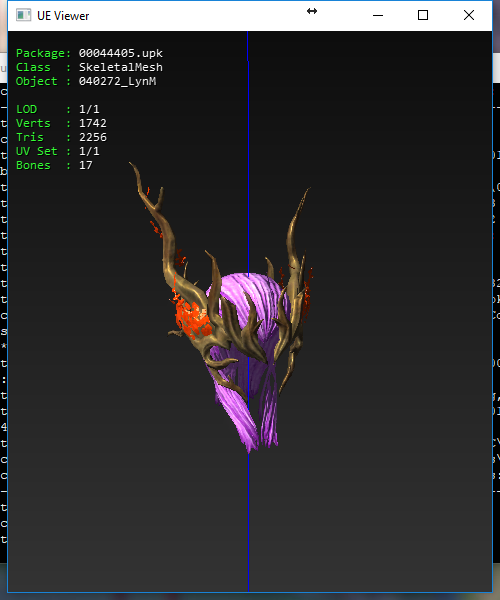 UE Viewer
Package: 00044405.upk
Class : SkeletalMesh
Object : 040272_LynM
LOD : 1/1
Verts : 1742
Tris : 2256
UV Set : 1/1
Bones : 17